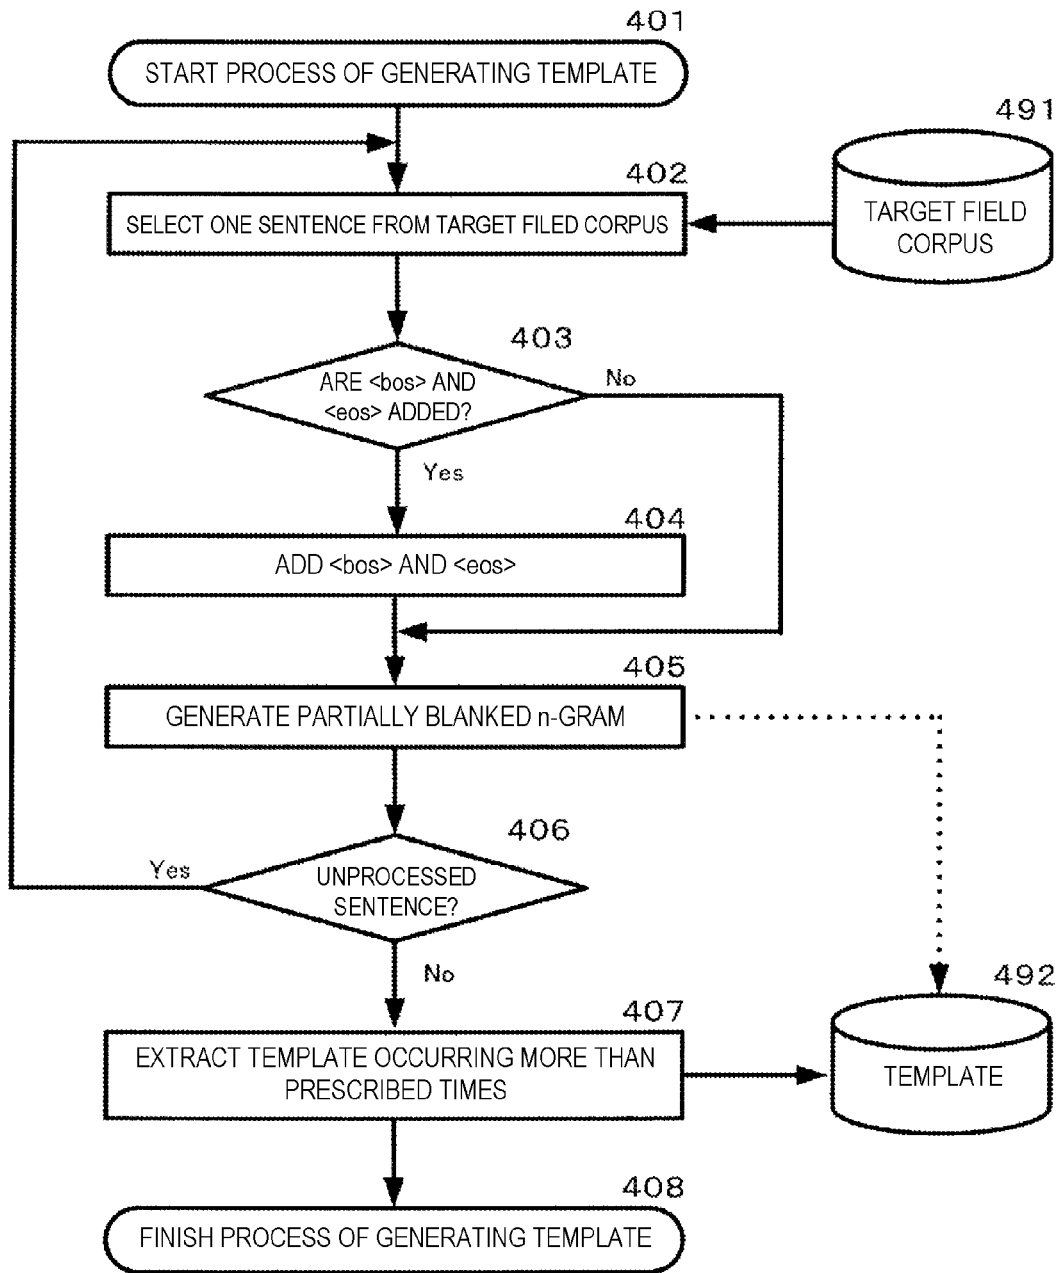 401
START PROCESS OF GENERATING TEMPLATE
491
402
SELECT ONE SENTENCE FROM TARGET FILED CORPUS
TARGET FIELD
CORPUS
403
ARE <bos> AND
<eos> ADDED?
No
Yes
404
ADD <bos> AND <eos>
405
GENERATE PARTIALLY BLANKED n-GRAM
406
Yes
UNPROCESSED
SENTENCE?
No
492
407
EXTRACT TEMPLATE OCCURRING MORE THAN
PRESCRIBED TIMES
TEMPLATE
408
FINISH PROCESS OF GENERATING TEMPLATE